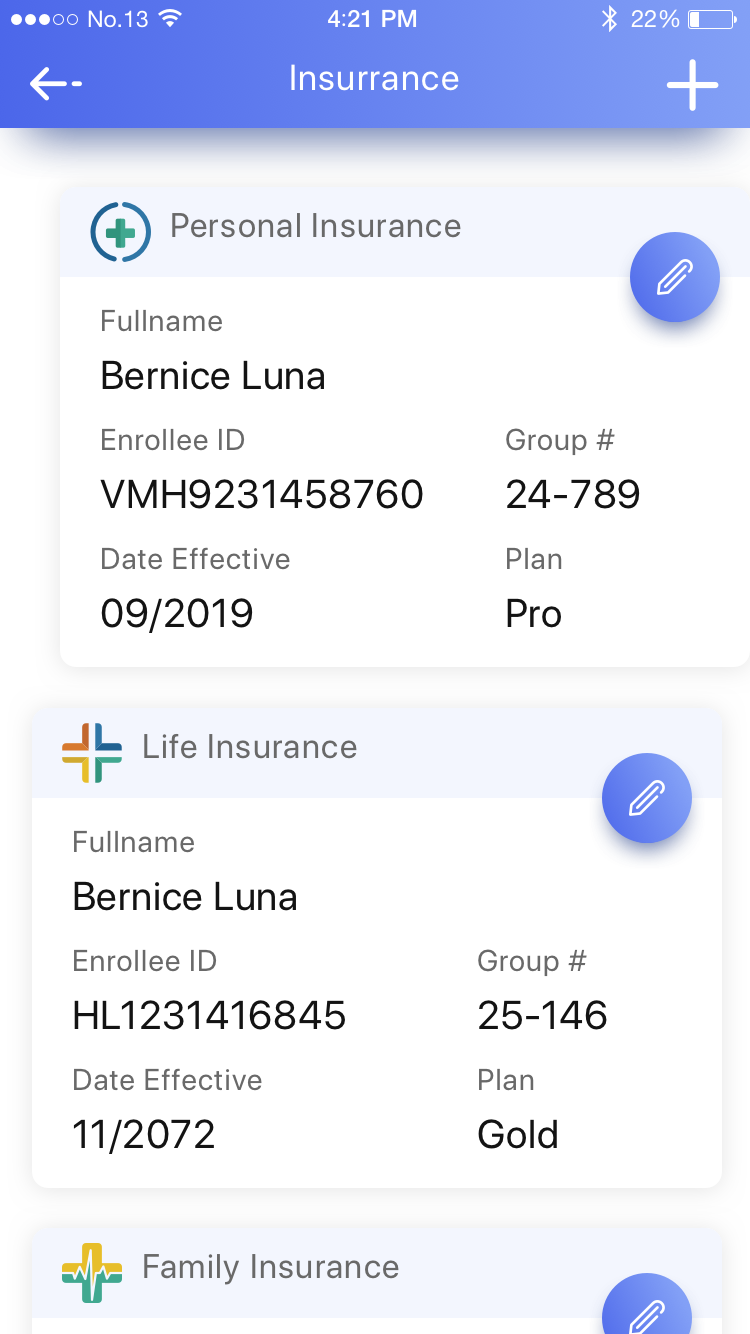 No.13 4:21 PM 22%
Insurrance
Personal Insurance
Fullname
Bernice Luna
Enrollee ID Group #
VMH9231458760 24-789
Date Effective Plan
09/2019 Pro
Life Insurance
Fullname
Bernice Luna
Enrollee ID Group #
HL1231416845 25-146
Date Effective Plan
11/2072 Gold
Family Insurance